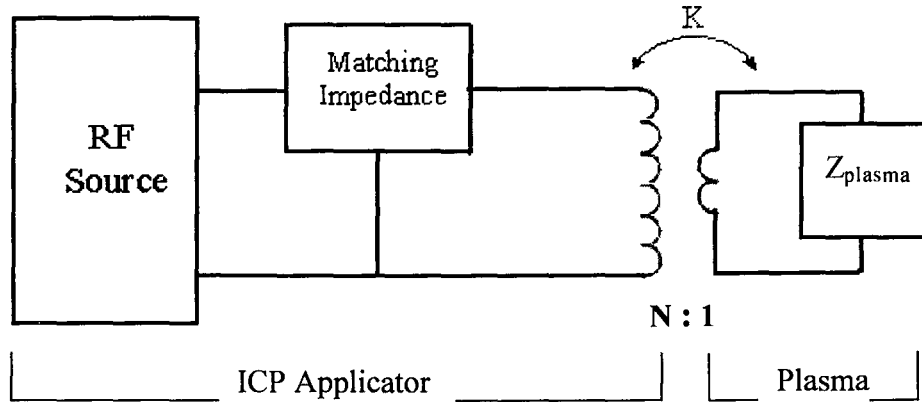 K
Matching
Impedance
RF
Source
Zplasma
N : 1
ICP Applicator
Plasma